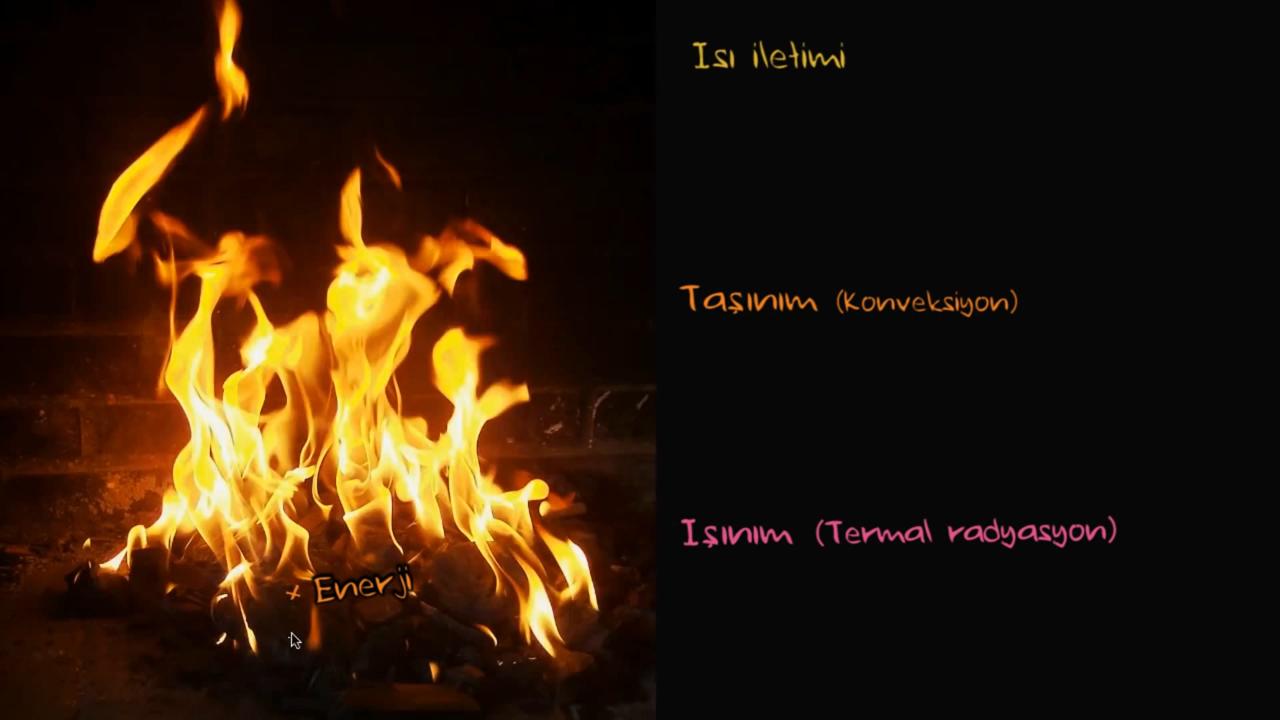 Isı iletimi
Taşınım (Konveksiyon)
Işınım (Termal radyasyon)
+ Enerji